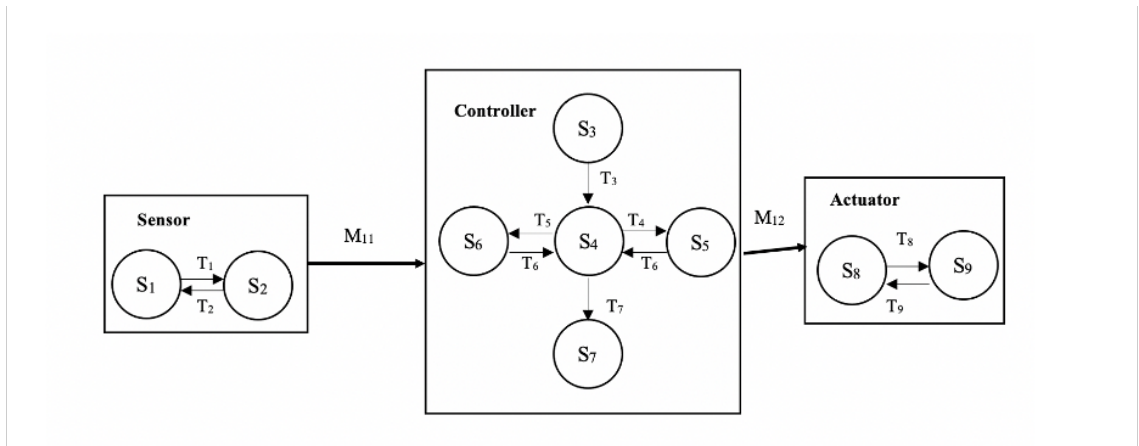 Sensor
S1
T1
T2
S2
M11
Controller
S3
T3
S6
T5
T6
S4
T4
T6
S5
T7
S7
M12
Actuator
S8
T8
T9
S9